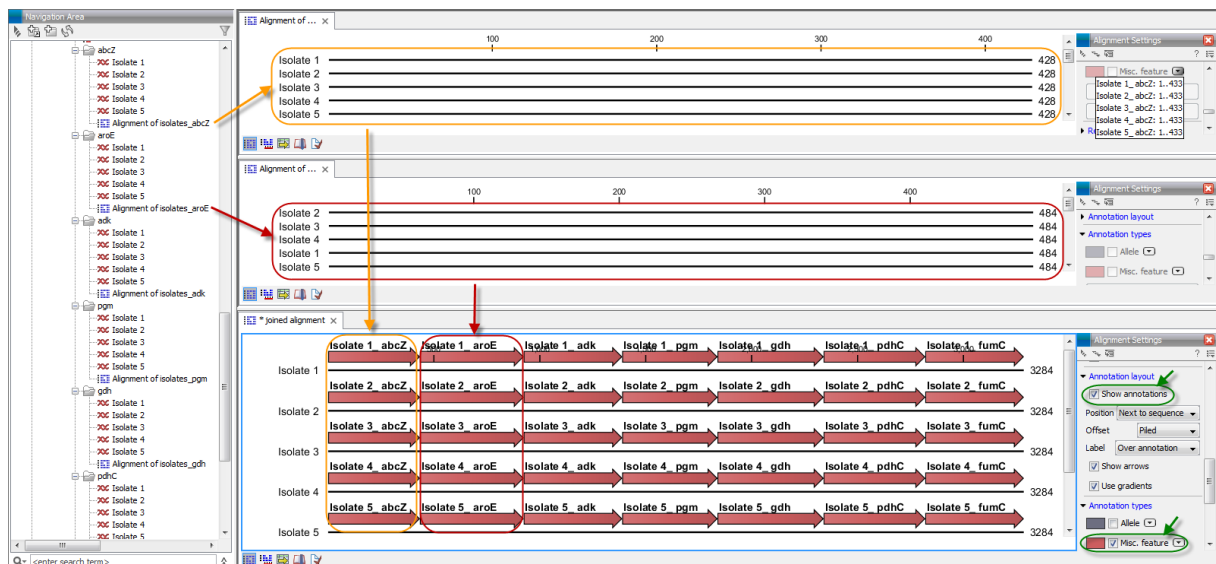 Navigation Area
abcZ
Isolate 1
Isolate 2
Isolate 3
Isolate 4
Isolate 5
Alignment of isolates_abcZ
aroE
Isolate 1
Isolate 2
Isolate 3
Isolate 4
Isolate 5
Alignment of isolates_aroE
adk
Isolate 1
Isolate 2
Isolate 3
Isolate 4
Isolate 5
Alignment of isolates_adk
pgm
Isolate 1
Isolate 2
Isolate 3
Isolate 4
Isolate 5
Alignment of isolates_pgm
gdh
Isolate 1
Isolate 2
Isolate 3
Isolate 4
Isolate 5
Alignment of isolates_gdh
pdhC
Isolate 1
Isolate 2
Isolate 3
Isolate 4
Isolate 5
<enter search term>
Alignment of ...
100 200 300 400
Isolate 1 428
Isolate 2 428
Isolate 3 428
Isolate 4 428
Isolate 5 428
Alignment Settings
Misc. feature
Isolate 1_ abcZ: 1..433
Isolate 2_ abcZ: 1..433
Isolate 3_ abcZ: 1..433
Isolate 4_ abcZ: 1..433
Isolate 5_ abcZ: 1..433
Alignment of ...
100 200 300 400
Isolate 2 484
Isolate 3 484
Isolate 4 484
Isolate 1 484
Isolate 5 484
Alignment Settings
Annotation layout
Annotation types
Allele
Misc. feature
* joined alignment
Isolate 1_ abcZ Isolate 1_ aroE Isolate 1_ adk Isolate 1_ pgm Isolate 1_ gdh Isolate 1_ pdhC Isolate 1_ fumC
Isolate 1 3284
Isolate 2_ abcZ Isolate 2_ aroE Isolate 2_ adk Isolate 2_ pgm Isolate 2_ gdh Isolate 2_ pdhC Isolate 2_ fumC
Isolate 2 3284
Isolate 3_ abcZ Isolate 3_ aroE Isolate 3_ adk Isolate 3_ pgm Isolate 3_ gdh Isolate 3_ pdhC Isolate 3_ fumC
Isolate 3 3284
Isolate 4_ abcZ Isolate 4_ aroE Isolate 4_ adk Isolate 4_ pgm Isolate 4_ gdh Isolate 4_ pdhC Isolate 4_ fumC
Isolate 4 3284
Isolate 5_ abcZ Isolate 5_ aroE Isolate 5_ adk Isolate 5_ pgm Isolate 5_ gdh Isolate 5_ pdhC Isolate 5_ fumC
Isolate 5 3284
Alignment Settings
Annotation layout
Show annotations
Position Next to sequence
Offset Piled
Label Over annotation
Show arrows
Use gradients
Annotation types
Allele
Misc. feature